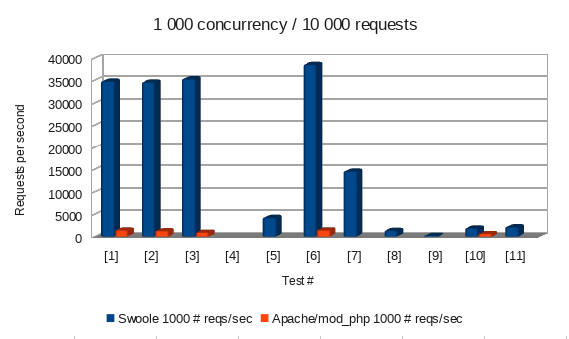 1 000 concurrency / 10 000 requests
40000
35000
30000
25000
20000
15000
10000
5000
0
Requests per second
[1] [2] [3] [4] [5] [6] [7] [8] [9] [10] [11]
Test #
Swoole 1000 # reqs/sec Apache/mod_php 1000 # reqs/sec